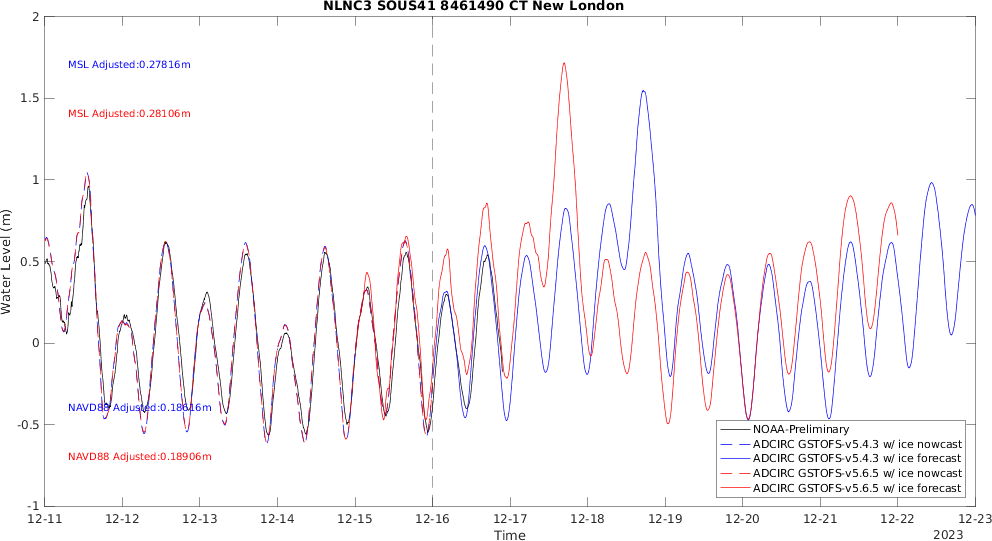 NLNC3 SOUS41 8461490 CT New London
2
1.5
1
0.5
0
-0.5
-1
Water Level (m)
MSL Adjusted:0.27816m
MSL Adjusted:0.28106m
NAVD88 Adjusted:0.18616m
NAVD88 Adjusted:0.18906m
NOAA-Preliminary
ADCIRC GSTOFS-v5.4.3 w/ ice nowcast
ADCIRC GSTOFS-v5.4.3 w/ ice forecast
ADCIRC GSTOFS-v5.6.5 w/ ice nowcast
ADCIRC GSTOFS-v5.6.5 w/ ice forecast
12-11 12-12 12-13 12-14 12-15 12-16 12-17 12-18 12-19 12-20 12-21 12-22 12-23
Time
2023